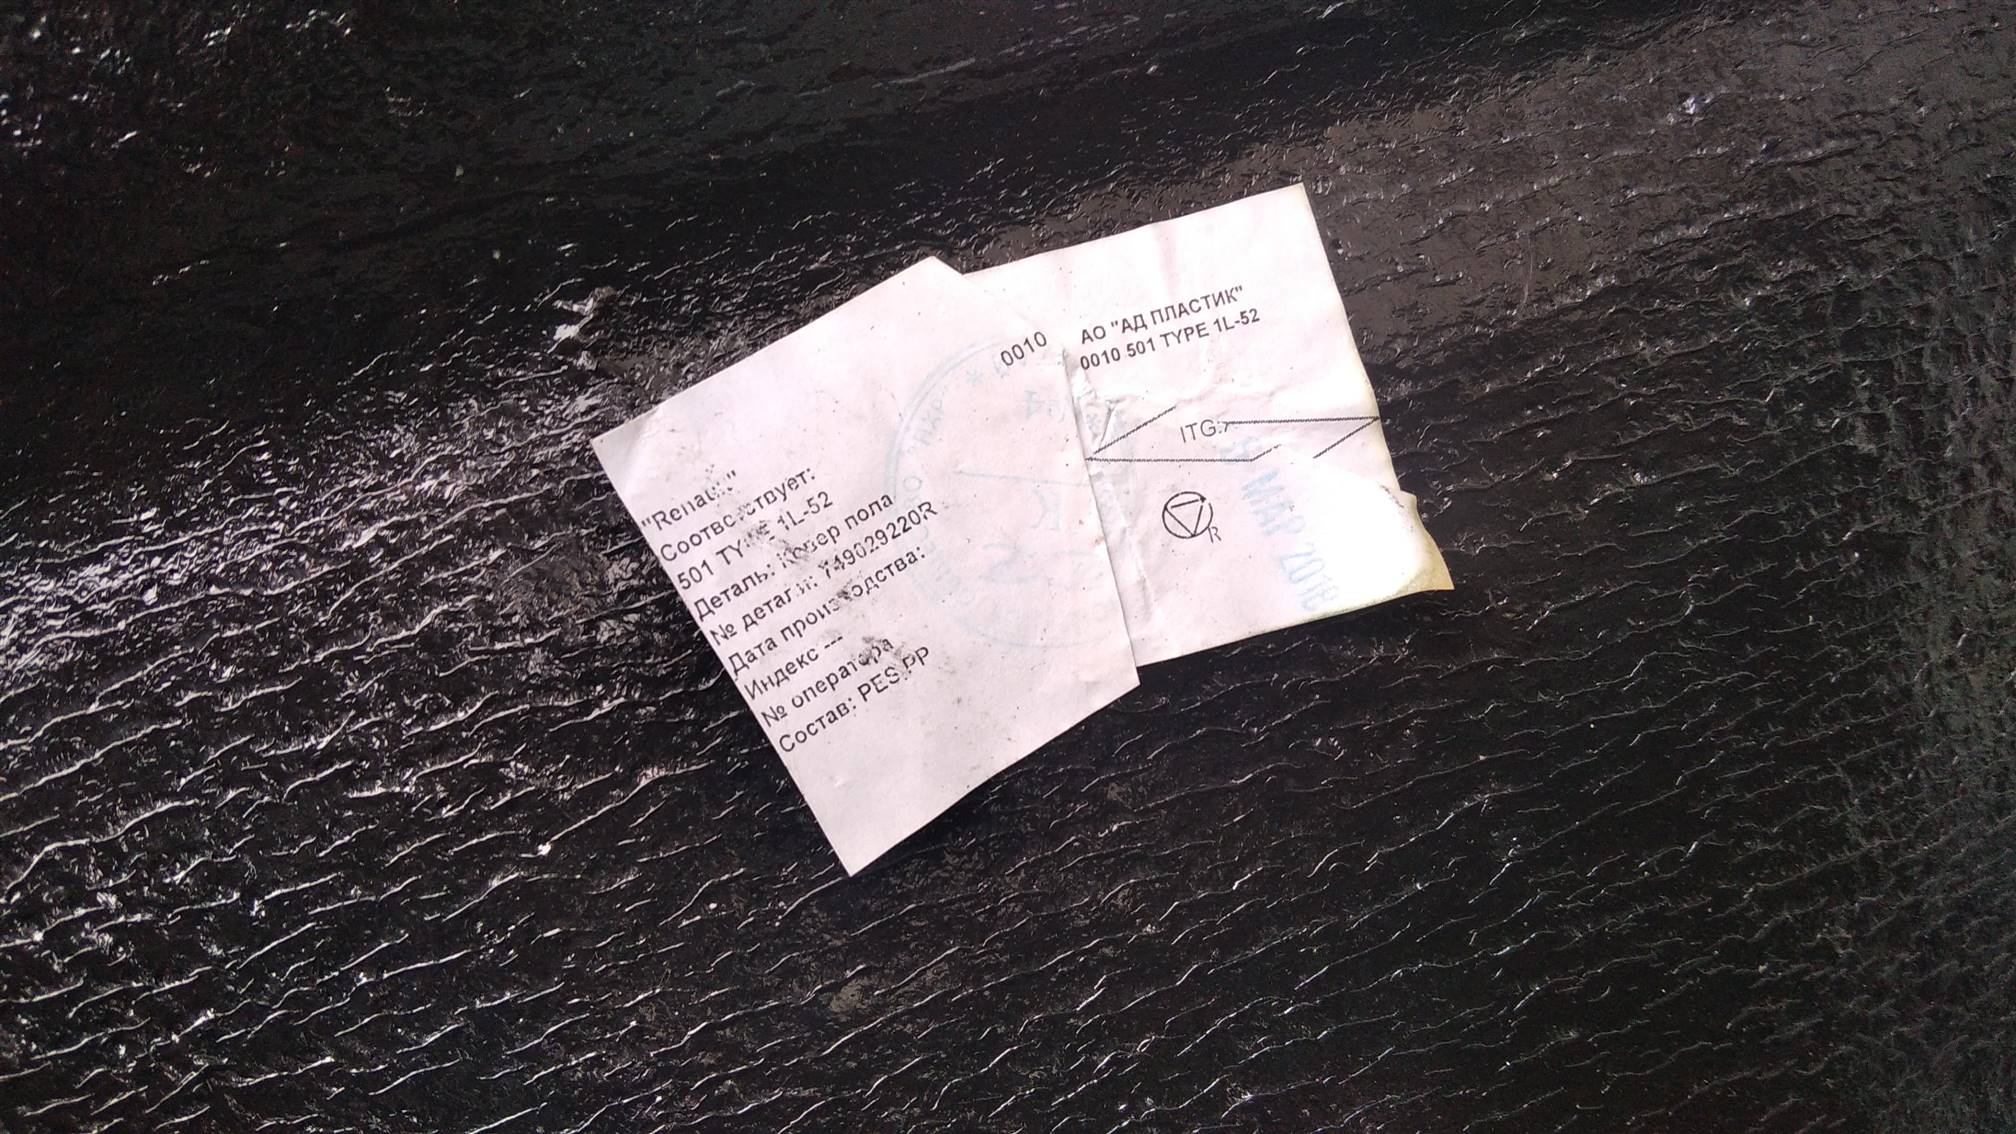 "Renault"
Соответствует:
501 TYPE 1L-52
Деталь: Ковер пола
№ детали: 749029220R
Дата производства:
Индекс ---
№ оператора
Состав: PES,PP
0010
АО "АД ПЛАСТИК"
0010 501 TYPE 1L-52
ITG:
R
МАР 2018